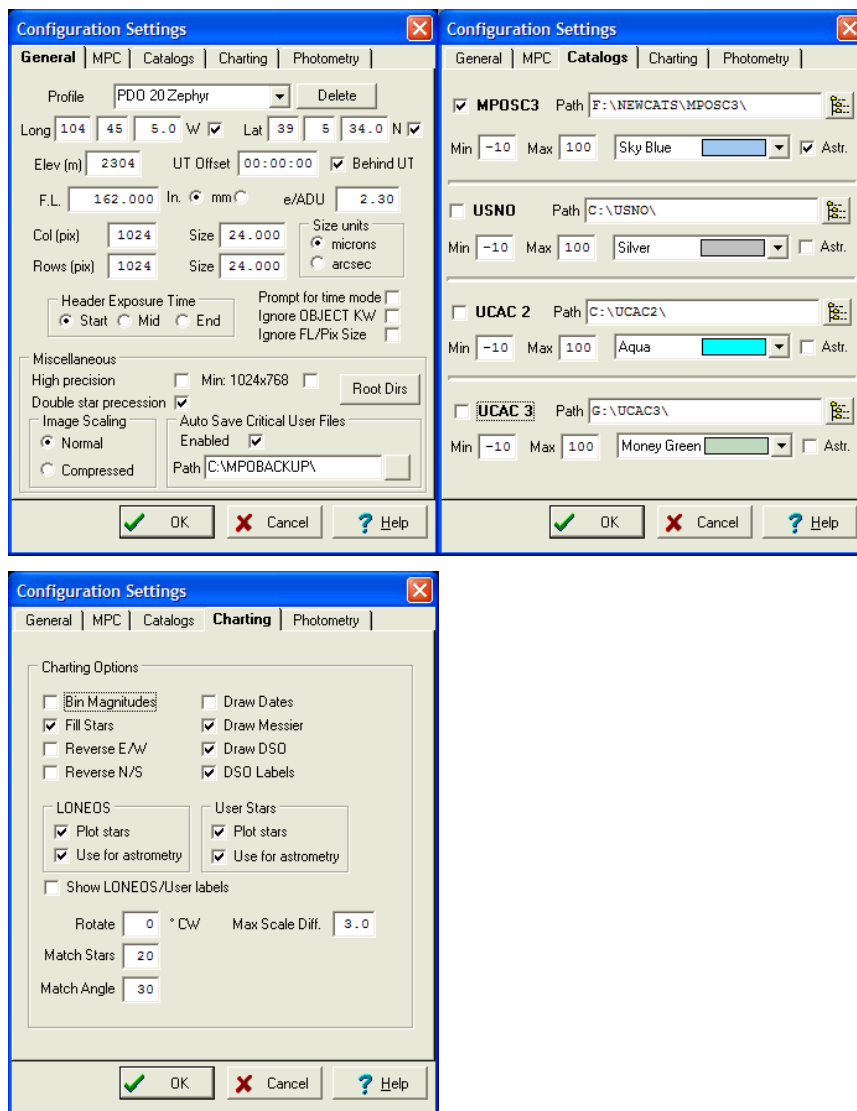 Configuration Settings
General MPC Catalogs Charting Photometry
Profile PDO 20 Zephyr Delete
Long 104 45 5.0 W Lat 39 5 34.0 N
Elev (m) 2304 UT Offset 00:00:00 Behind UT
F.L. 162.000 In. mm e/ADU 2.30
Size units
Col (pix) 1024 Size 24.000 microns
Rows (pix) 1024 Size 24.000 arcsec
Header Exposure Time
Start Mid End
Prompt for time mode
Ignore OBJECT KW
Ignore FL/Pix Size
Miscellaneous
High precision Min: 1024x768 Root Dirs
Double star precession
Image Scaling
Normal
Compressed
Auto Save Critical User Files
Enabled
Path C:\MPOBACKUP\
OK Cancel Help
Configuration Settings
General MPC Catalogs Charting Photometry
MPOSC3 Path F:\NEWCATS\MPOSC3\
Min -10 Max 100 Sky Blue Astr.
USNO Path C:\USNO\
Min -10 Max 100 Silver Astr.
UCAC 2 Path C:\UCAC2\
Min -10 Max 100 Aqua Astr.
UCAC 3 Path G:\UCAC3\
Min -10 Max 100 Money Green Astr.
OK Cancel Help
Configuration Settings
General MPC Catalogs Charting Photometry
Charting Options
Bin Magnitudes Draw Dates
Fill Stars Draw Messier
Reverse E/W Draw DSO
Reverse N/S DSO Labels
LONEOS
Plot stars
Use for astrometry
User Stars
Plot stars
Use for astrometry
Show LONEOS/User labels
Rotate 0 ° CW Max Scale Diff. 3.0
Match Stars 20
Match Angle 30
OK Cancel Help